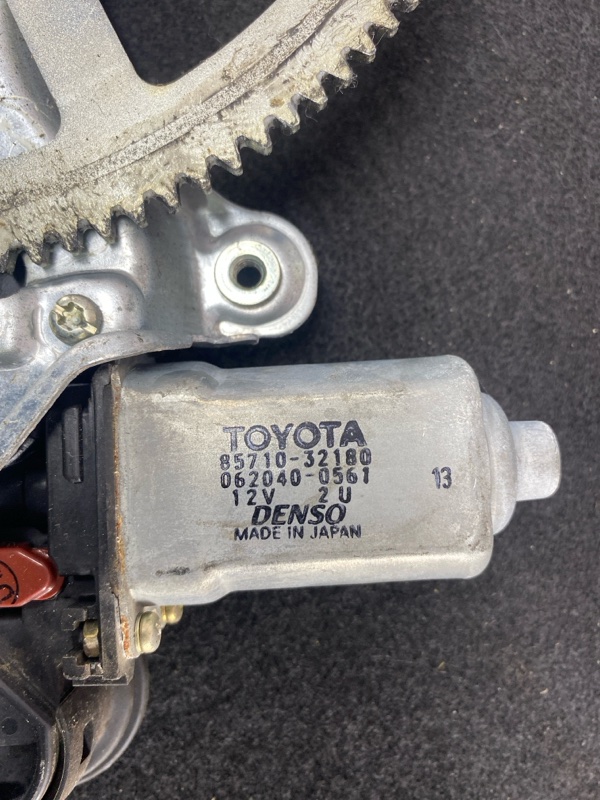 TOYOTA
85710-32180
062040-0561
13
12V 2U
DENSO
MADE IN JAPAN